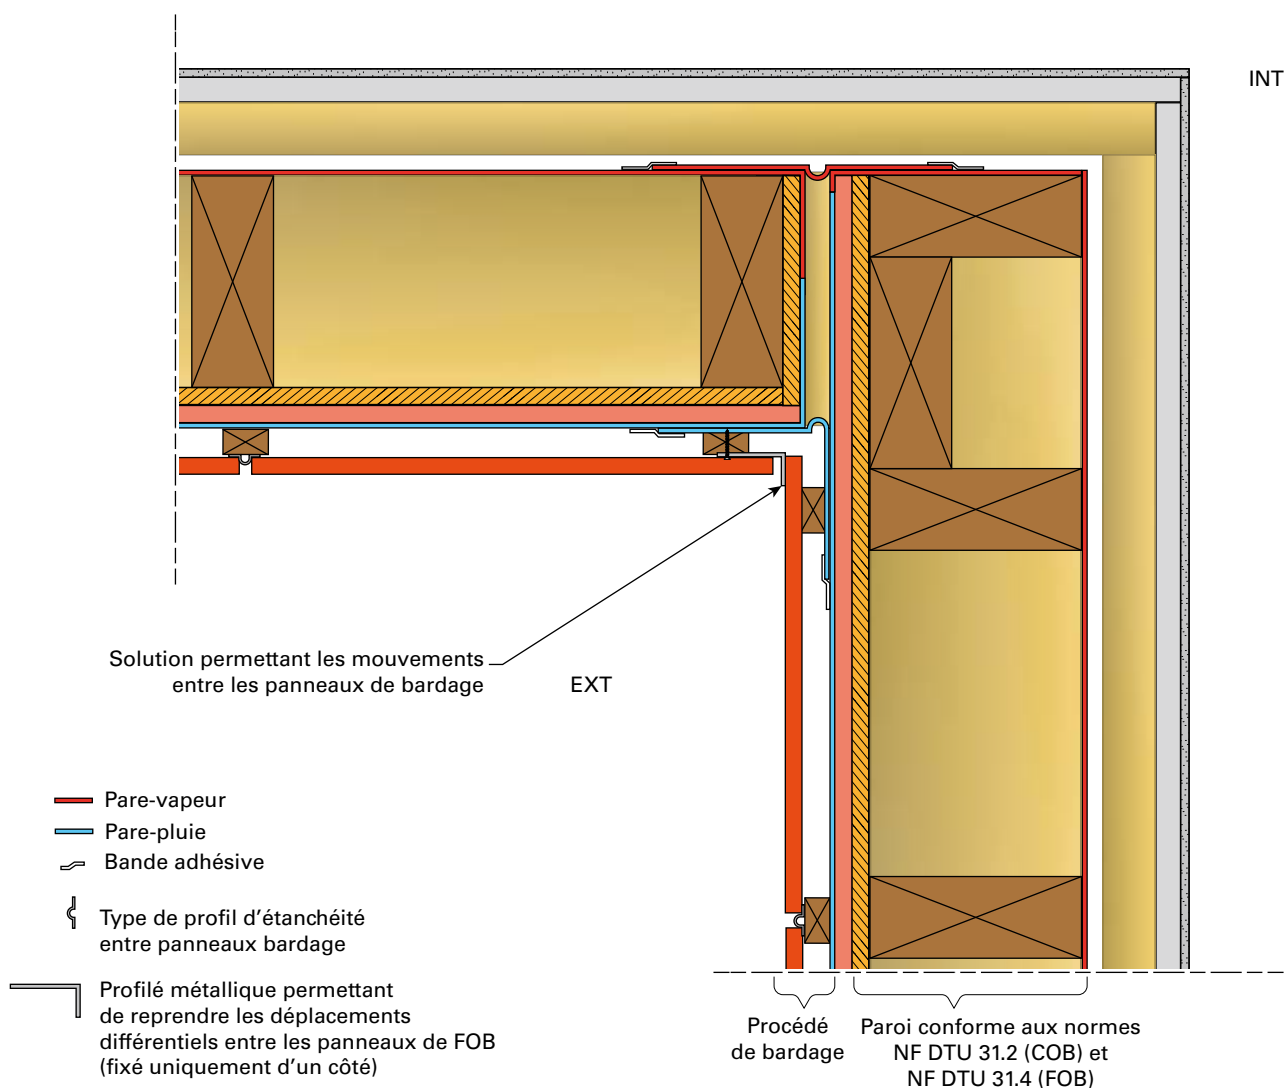 INT
Solution permettant les mouvements
entre les panneaux de bardage
EXT
Pare-vapeur
Pare-pluie
Bande adhésive
Type de profil d’étanchéité
entre panneaux bardage
Profilé métallique permettant
de reprendre les déplacements
différentiels entre les panneaux de FOB
(fixé uniquement d’un côté)
Procédé
de bardage
Paroi conforme aux normes
NF DTU 31.2 (COB) et
NF DTU 31.4 (FOB)